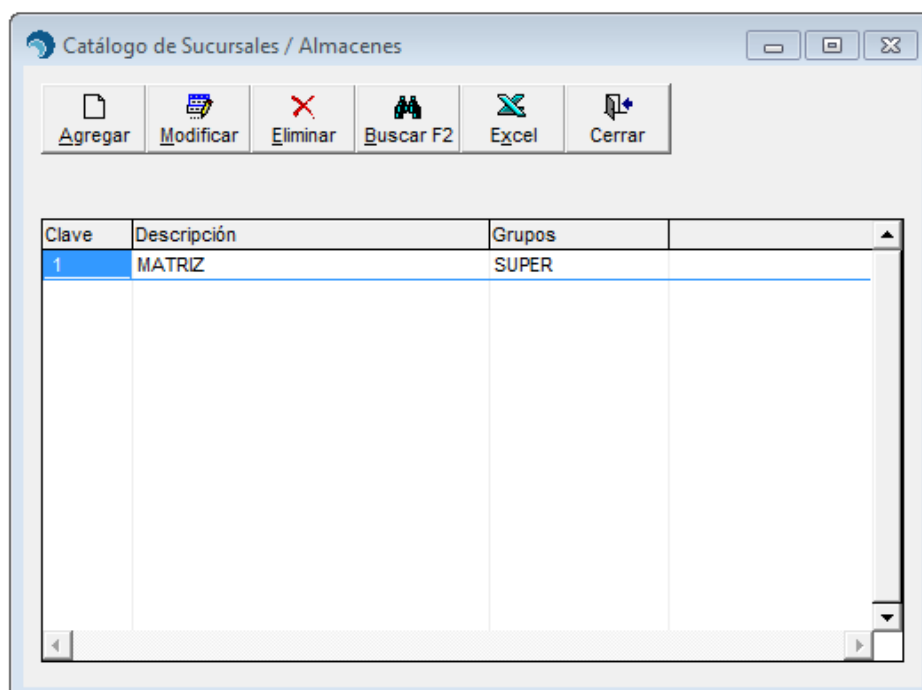 Catálogo de Sucursales / Almacenes
Agregar Modificar Eliminar Buscar F2 Excel Cerrar
Clave Descripción Grupos
1 MATRIZ SUPER